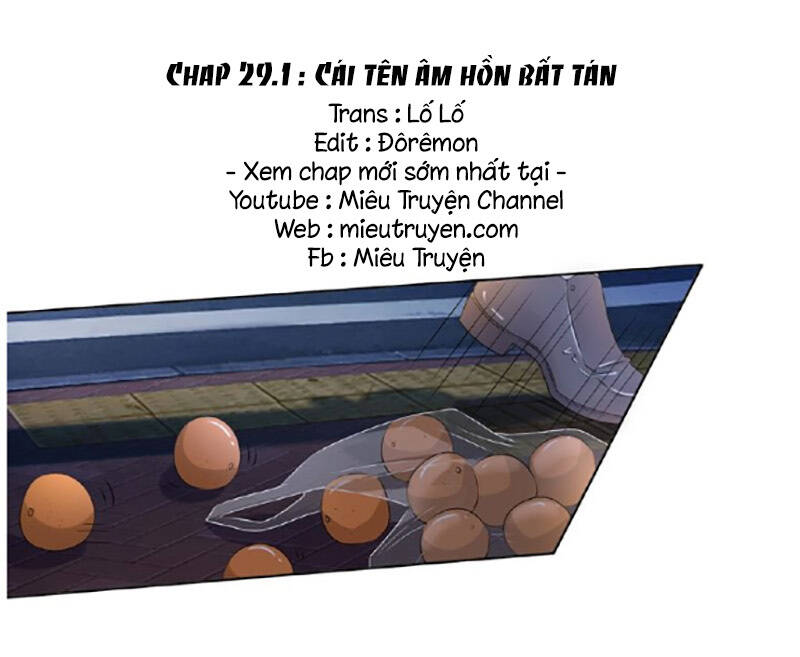 Chap 29.1 : Cái tên âm hồn bất tán
Trans : Lố Lố
Edit : Đôrêmon
- Xem chap mới sớm nhất tại -
Youtube : Miêu Truyện Channel
Web : mieutruyen.com
Fb : Miêu Truyện